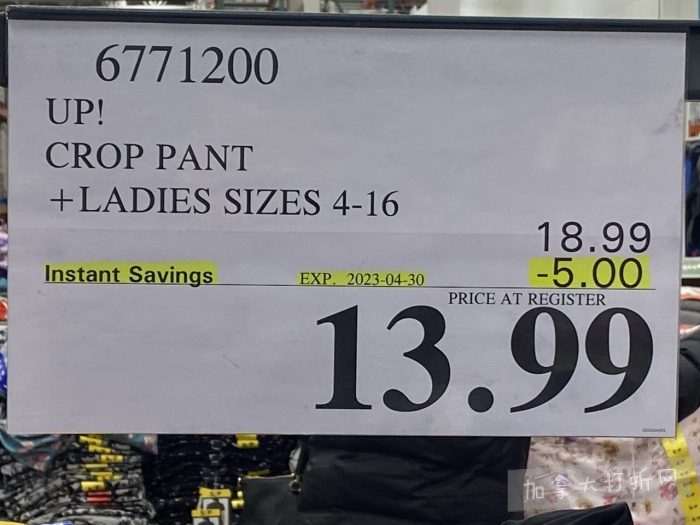 6771200
UP!
CROP PANT
+LADIES SIZES 4-16
18.99
Instant Savings EXP. 2023-04-30 -5.00
PRICE AT REGISTER
13.99
加拿大打折网